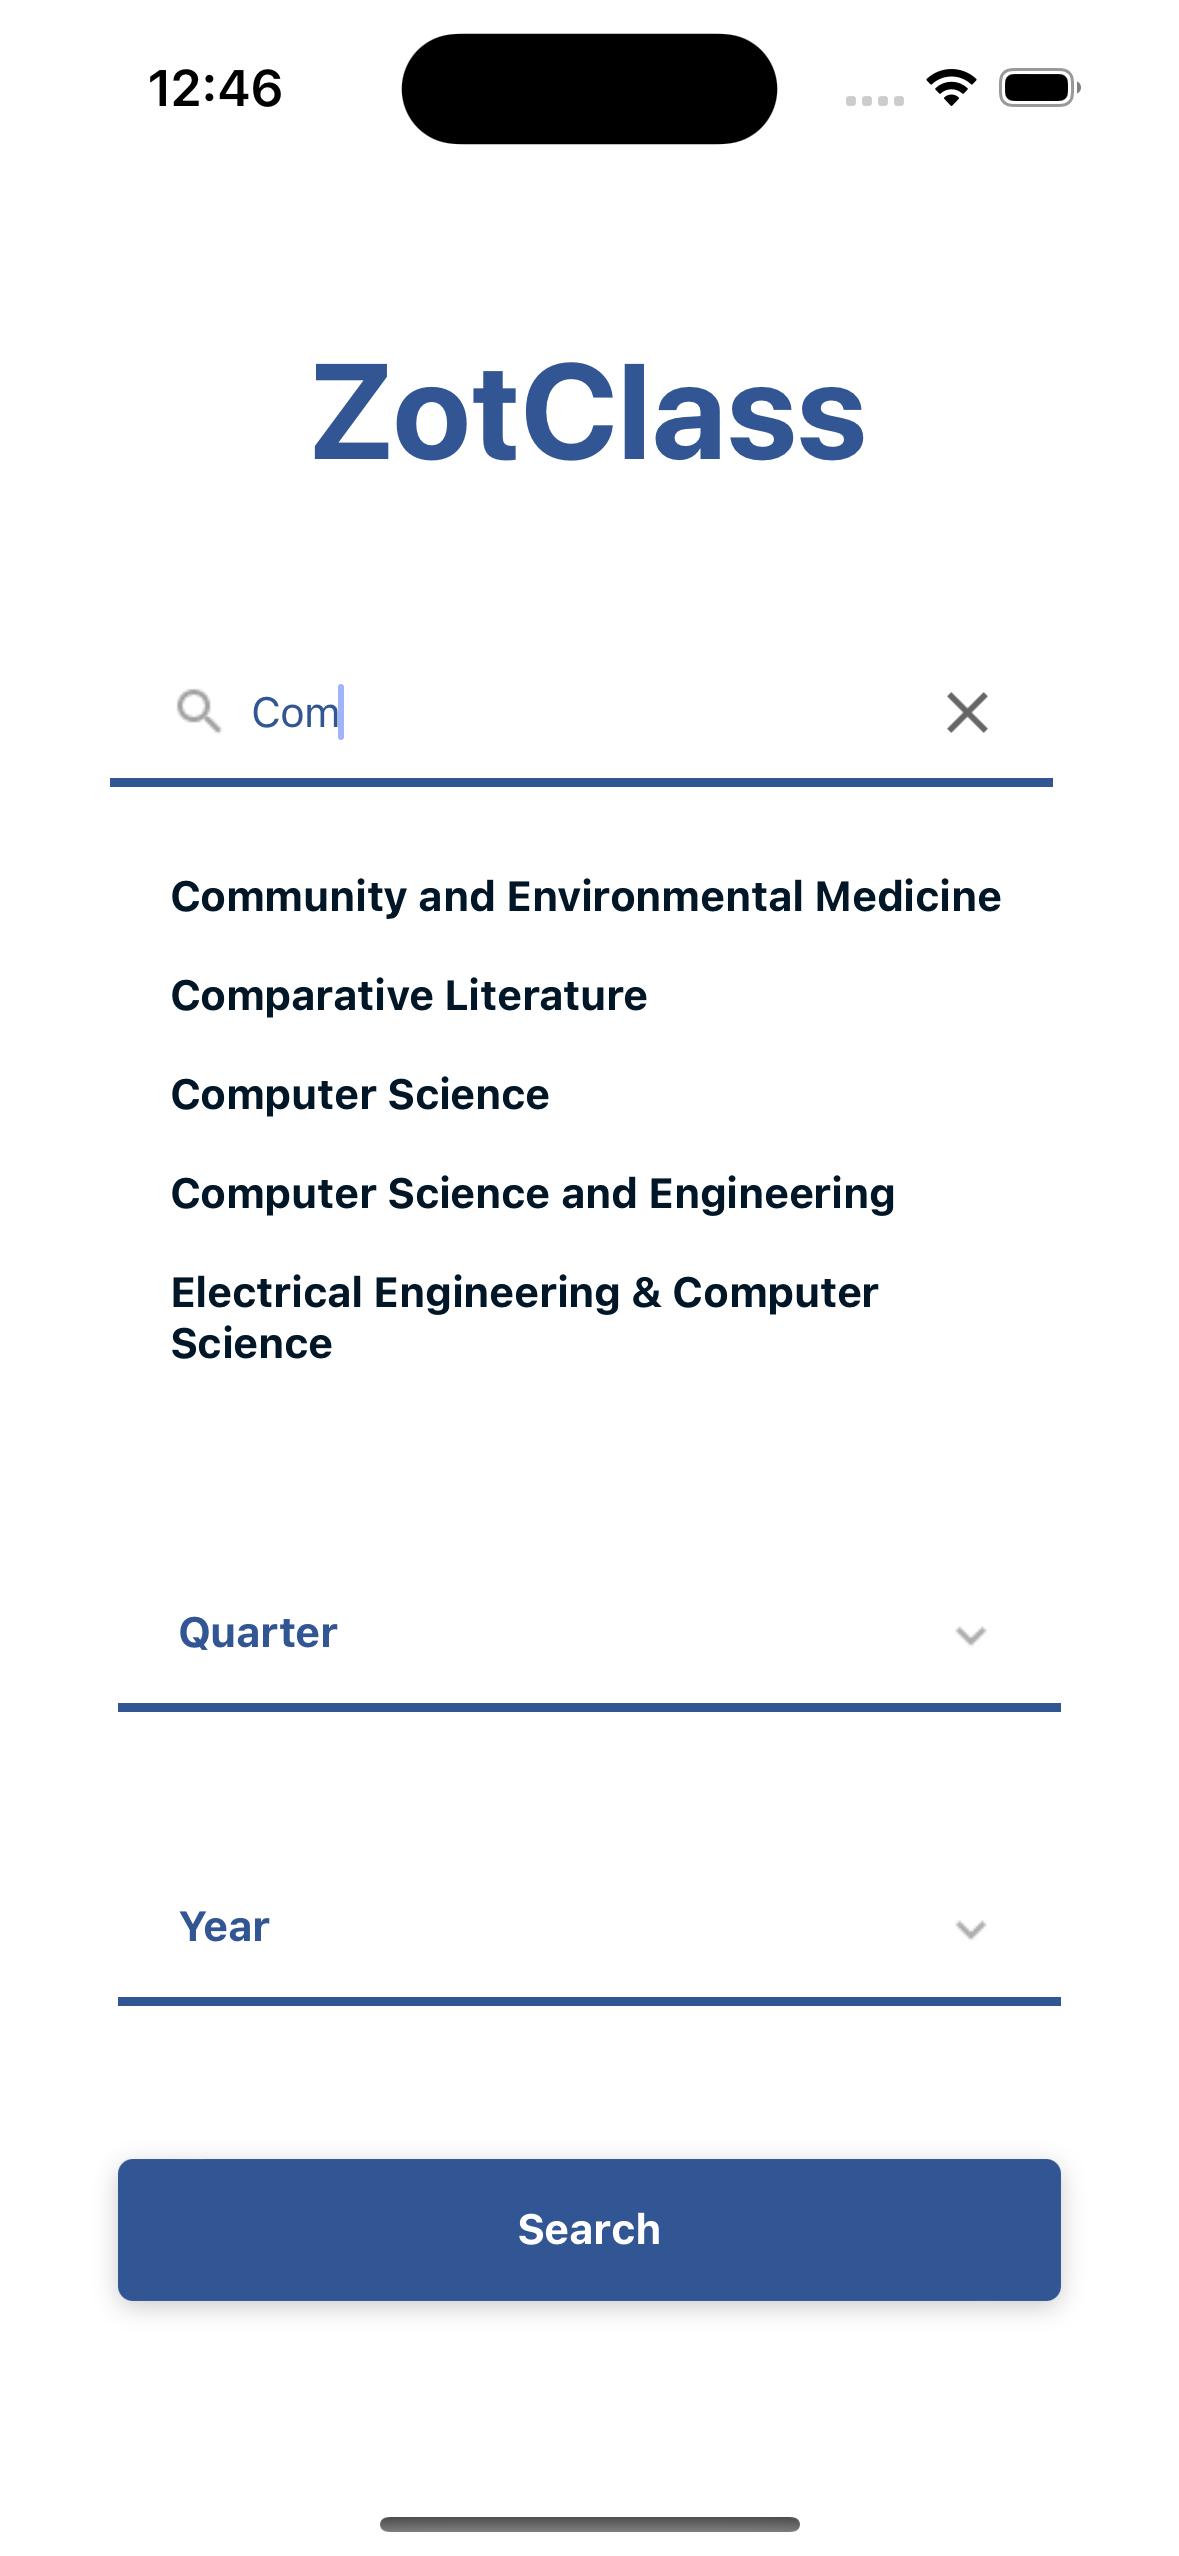 12:46
ZotClass
Com
Community and Environmental Medicine
Comparative Literature
Computer Science
Computer Science and Engineering
Electrical Engineering & Computer
Science
Quarter
Year
Search